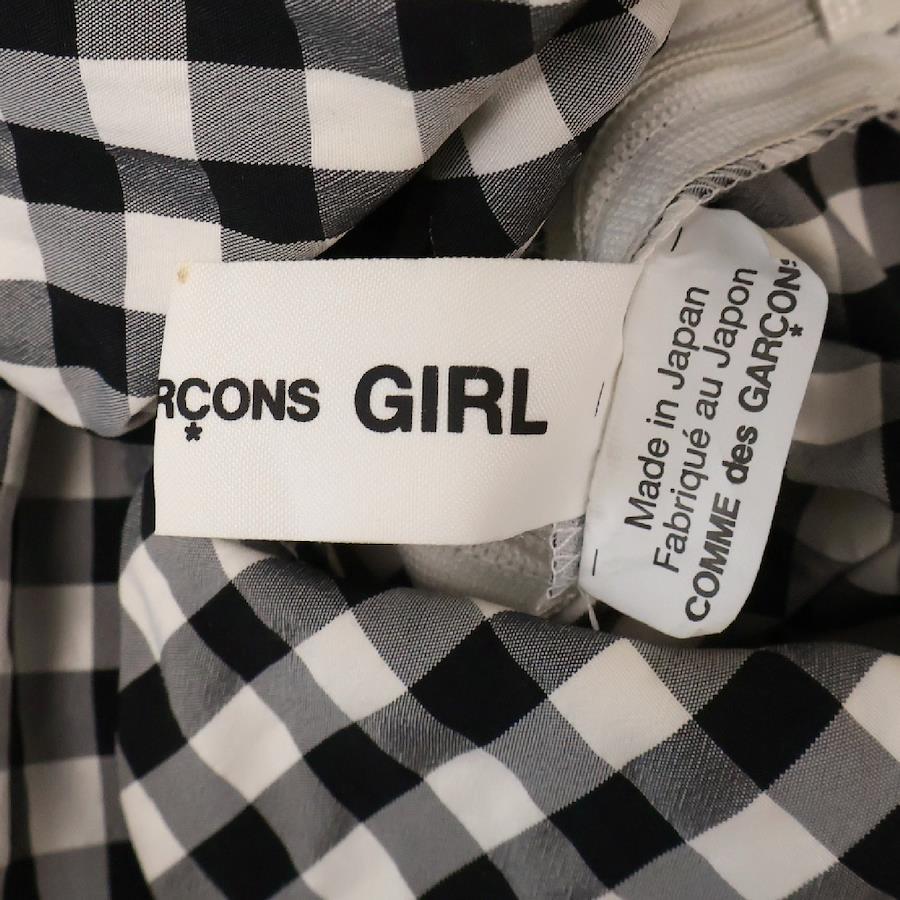 RÇONS GIRL
*
Made in Japan
Fabriqué au Japon
COMME des GARÇONS
*